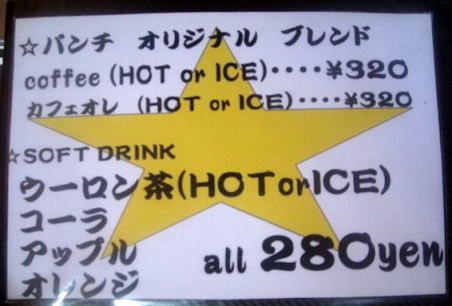 ☆パンチ オリジナル ブレンド
coffee (HOT or ICE)････¥320
カフェオレ (HOT or ICE)････¥320
☆SOFT DRINK
ウーロン茶(HOTorICE)
コーラ
アップル
オレンジ
all 280yen